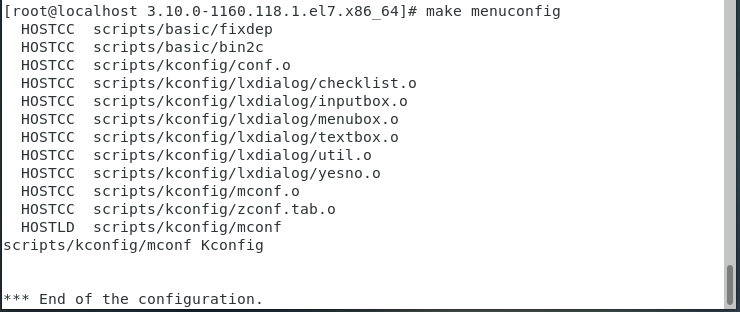 [root@localhost 3.10.0-1160.118.1.el7.x86_64]# make menuconfig
  HOSTCC  scripts/basic/fixdep
  HOSTCC  scripts/basic/bin2c
  HOSTCC  scripts/kconfig/conf.o
  HOSTCC  scripts/kconfig/lxdialog/checklist.o
  HOSTCC  scripts/kconfig/lxdialog/inputbox.o
  HOSTCC  scripts/kconfig/lxdialog/menubox.o
  HOSTCC  scripts/kconfig/lxdialog/textbox.o
  HOSTCC  scripts/kconfig/lxdialog/util.o
  HOSTCC  scripts/kconfig/lxdialog/yesno.o
  HOSTCC  scripts/kconfig/mconf.o
  HOSTCC  scripts/kconfig/zconf.tab.o
  HOSTLD  scripts/kconfig/mconf
scripts/kconfig/mconf Kconfig
*** End of the configuration.